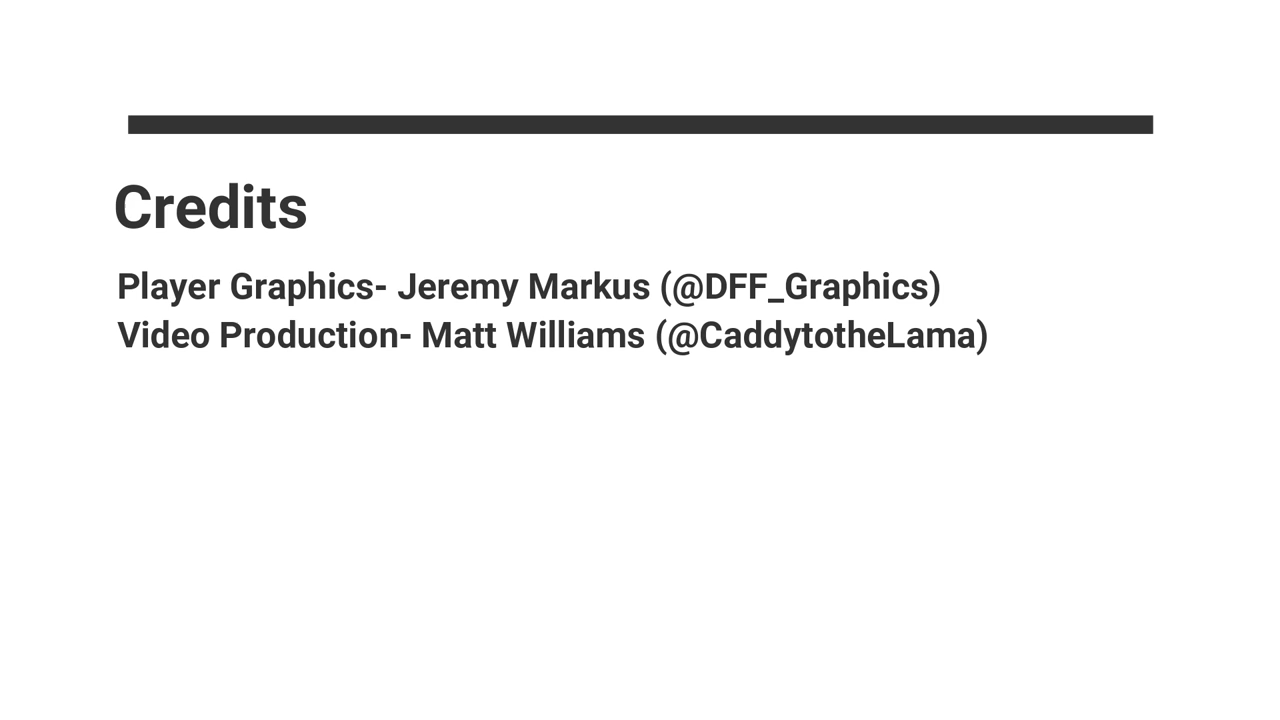 Credits
Player Graphics- Jeremy Markus (@DFF_Graphics)
Video Production- Matt Williams (@CaddytotheLama)